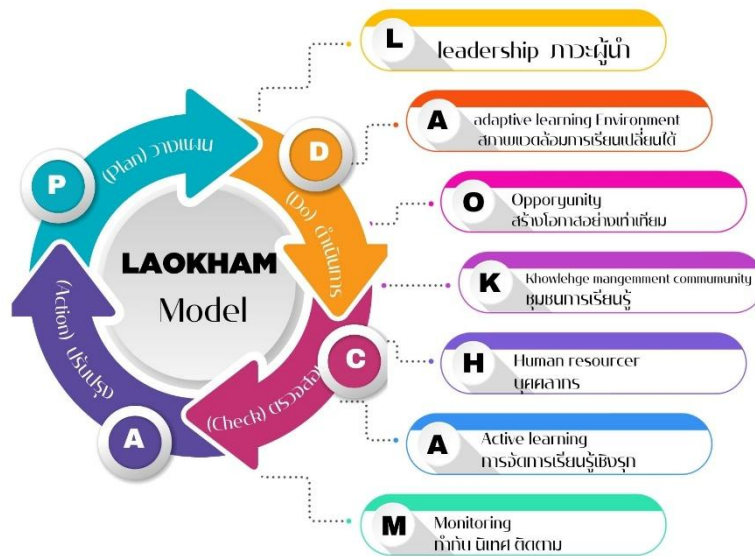 P
(Plan) วางแผน
D
(Do) ดำเนินการ
C
(Check) ตรวจสอบ
A
(Action) ปรับปรุง
LAOKHAM
Model
L
leadership ภาวะผู้นำ
A
adaptive learning Environment
สภาพแวดล้อมการเรียนเปลี่ยนได้
O
Opporyunity
สร้างโอกาสอย่างเท่าเทียม
K
Khowlehge mangemment commumunity
ชุมชนการเรียนรู้
H
Human resourcer
บุคคลากร
A
Active learning
การจัดการเรียนรู้เชิงรุก
M
Monitoring
กำกับ นิเทศ ติดตาม